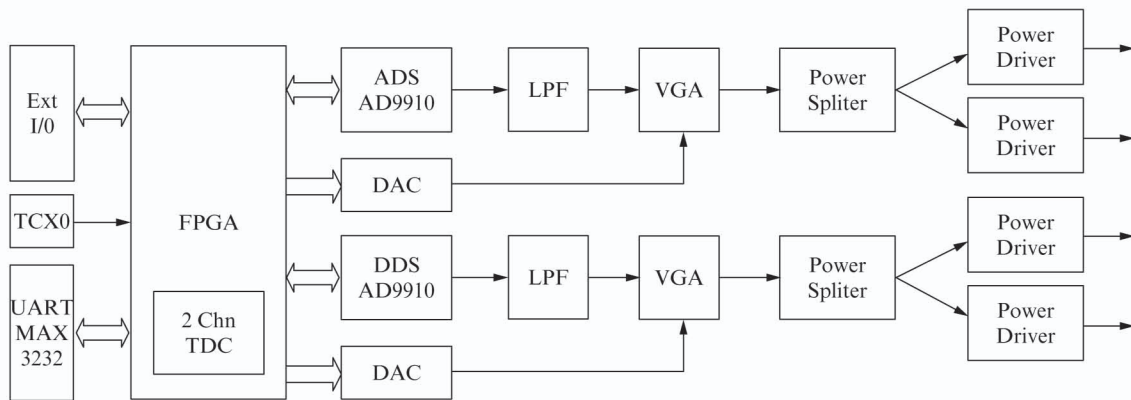 Ext
I/0
TCX0
UART
MAX
3232
FPGA
2 Chn
TDC
ADS
AD9910
LPF
VGA
Power
Spliter
Power
Driver
Power
Driver
DAC
DDS
AD9910
LPF
VGA
Power
Spliter
Power
Driver
Power
Driver
DAC